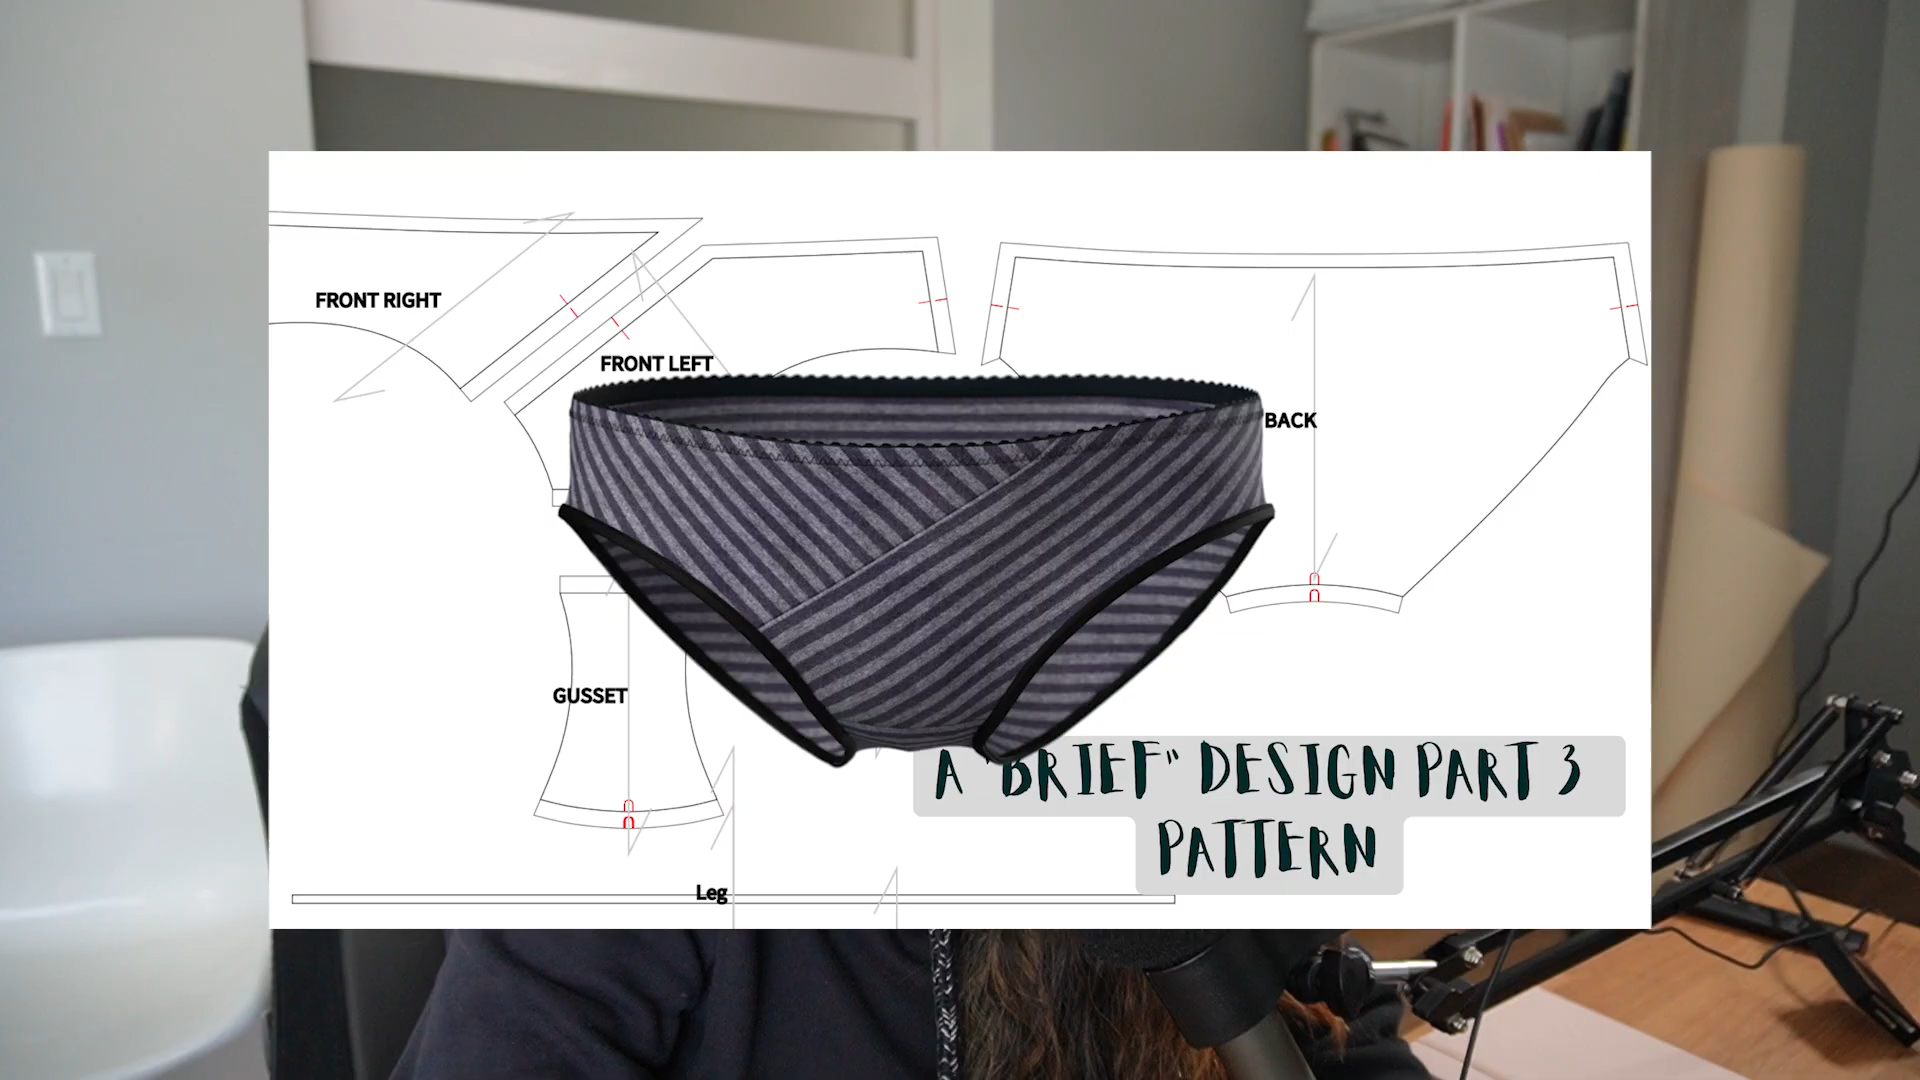 FRONT RIGHT
FRONT LEFT
BACK
GUSSET
A "BRIEF" DESIGN PART 3
PATTERN
Leg